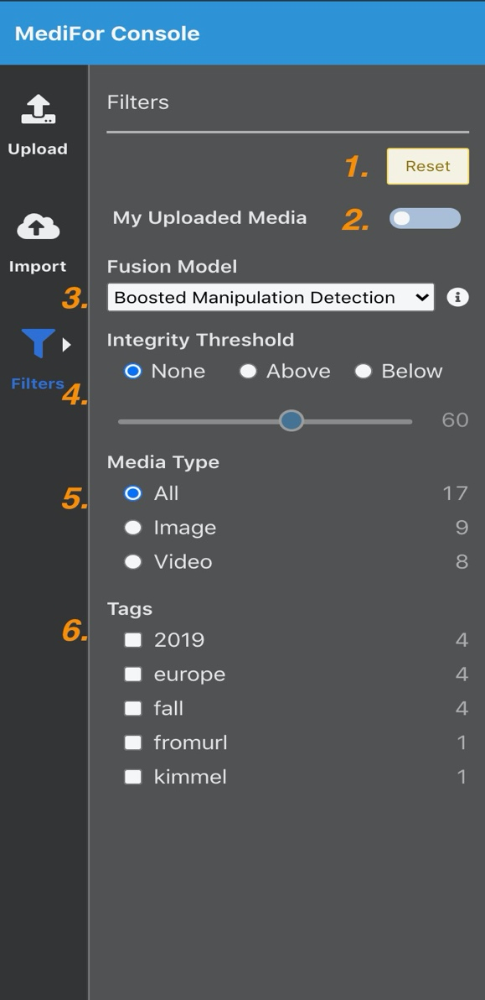 MediFor Console
Upload
Import
Filters
Filters
1. Reset
My Uploaded Media 2.
Fusion Model
3. Boosted Manipulation Detection
Integrity Threshold
None Above Below
4. 60
Media Type
5. All 17
Image 9
Video 8
Tags
6. 2019 4
europe 4
fall 4
fromurl 1
kimmel 1